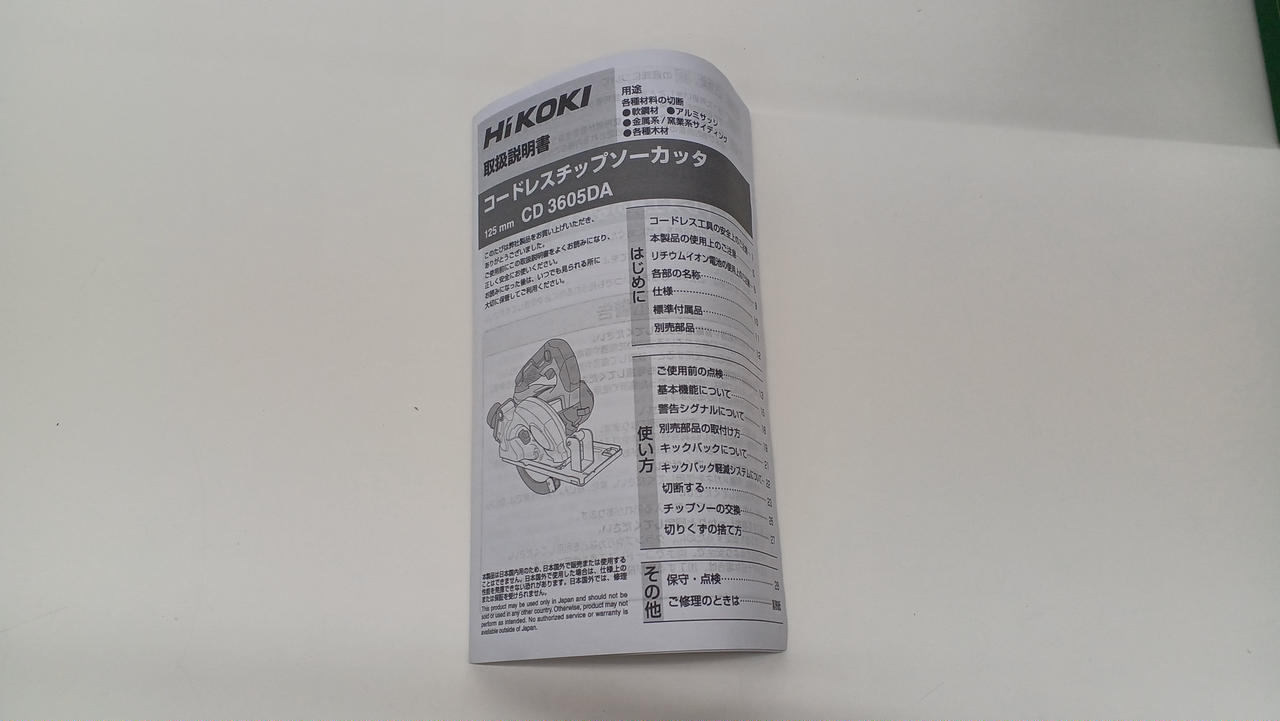 HiKOKI
取扱説明書
用途
各種材料の切断
●軟鋼材 ●アルミサッシ
●金属系/窯業系サイディング
●各種木材
コードレスチップソーカッタ
125 mm CD 3605DA
このたびは弊社製品をお買い上げいただき、
ありがとうございました。
ご使用前にこの取扱説明書をよくお読みになり、
正しく安全にお使いください。
お読みになった後は、いつでも見られる所に
大切に保管してご利用ください。
はじめに
コードレス工具の安全上のご注意
本製品の使用上のご注意
リチウムイオン電池の使用上のご注意
各部の名称 8
仕様 9
標準付属品 10
別売部品 11
12
使い方
ご使用前の点検 13
基本機能について 15
警告シグナルについて 16
別売部品の取付け方 18
キックバックについて 21
キックバック軽減システムについて 22
切断する 23
チップソーの交換 26
切りくずの捨て方 27
その他
保守・点検 28
ご修理のときは 裏表紙
本製品は日本国内用のため、日本国外で販売または使用する
ことはできません。日本国外で使用した場合は、仕様上の
性能を発揮できない恐れがあります。日本国外では、修理
または保証を受けられません。
This product may be used only in Japan and should not be
sold or used in any other country. Otherwise, product may not
perform as intended. No authorized service or warranty is
available outside of Japan.